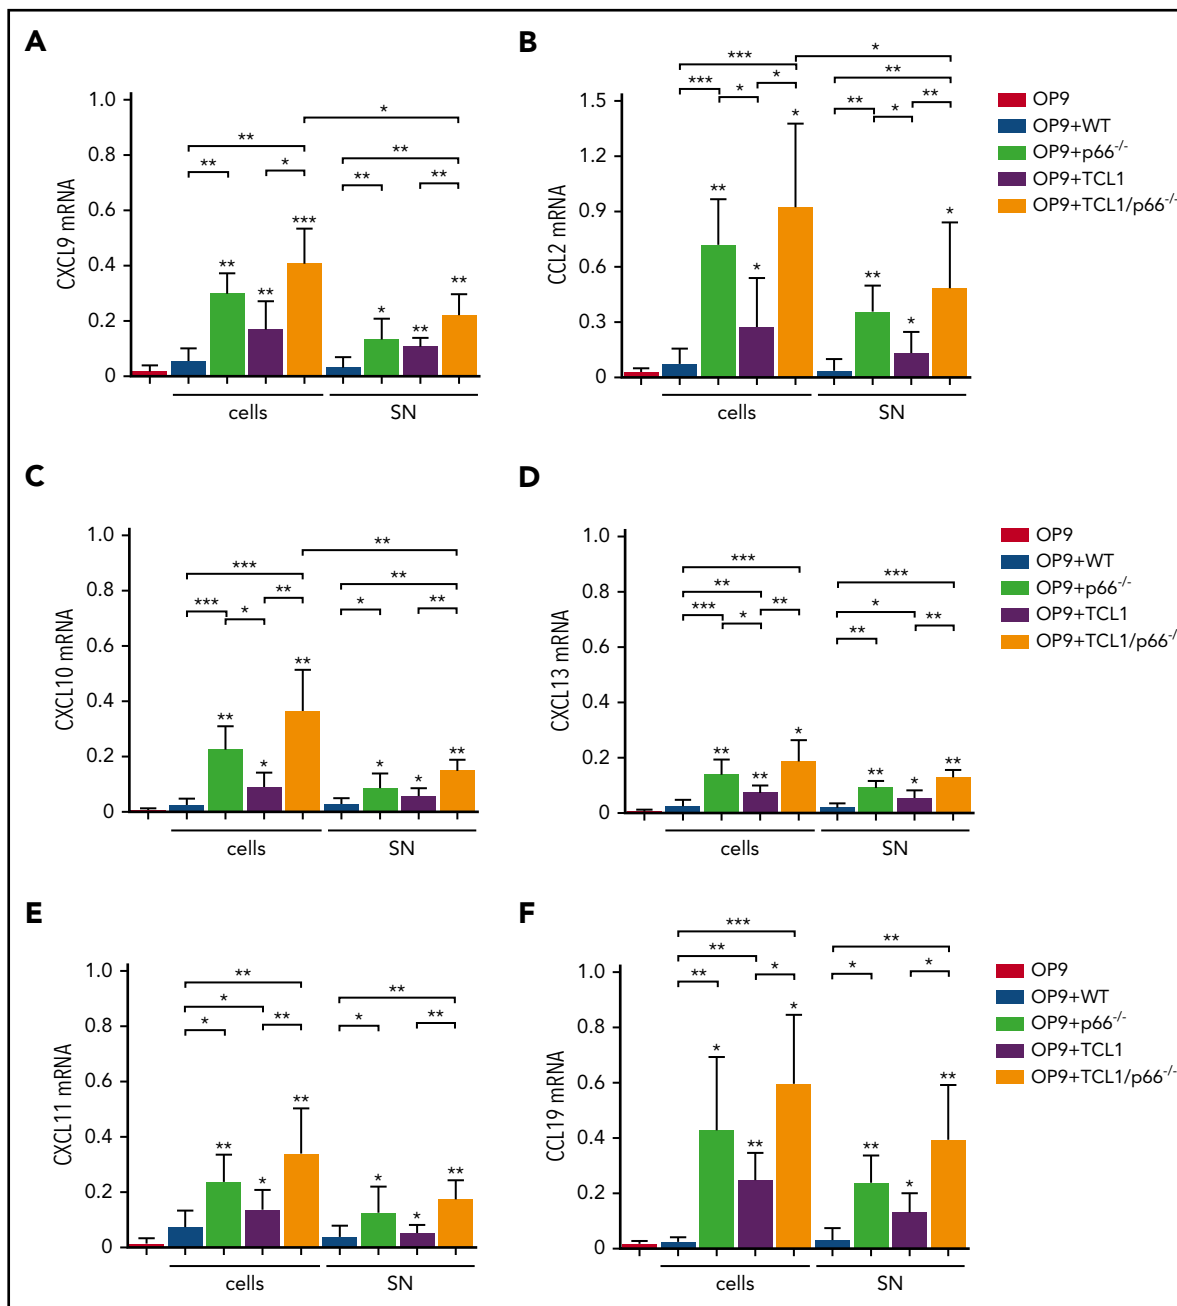 A
CXCL9 mRNA
1.0
0.8
0.6
0.4
0.2
0
** ** * * ** ** **
** ** *** * ** **
cells SN
B
CCL2 mRNA
1.5
1.2
0.9
0.6
0.3
0
*** *** * * * ** ** * **
** * * ** * *
cells SN
OP9
OP9+WT
OP9+p66-/-
OP9+TCL1
OP9+TCL1/p66-/-
C
CXCL10 mRNA
1.0
0.8
0.6
0.4
0.2
0
*** *** * ** ** ** * **
** * ** * * **
cells SN
D
CXCL13 mRNA
1.0
0.8
0.6
0.4
0.2
0
*** ** *** * ** *** * ** **
** ** * ** * **
cells SN
OP9
OP9+WT
OP9+p66-/-
OP9+TCL1
OP9+TCL1/p66-/
E
CXCL11 mRNA
1.0
0.8
0.6
0.4
0.2
0
** * * ** ** * **
** * ** * * **
cells SN
F
CCL19 mRNA
1.0
0.8
0.6
0.4
0.2
0
*** ** ** * ** * *
* ** * ** * **
cells SN
OP9
OP9+WT
OP9+p66-/-
OP9+TCL1
OP9+TCL1/p66-/-